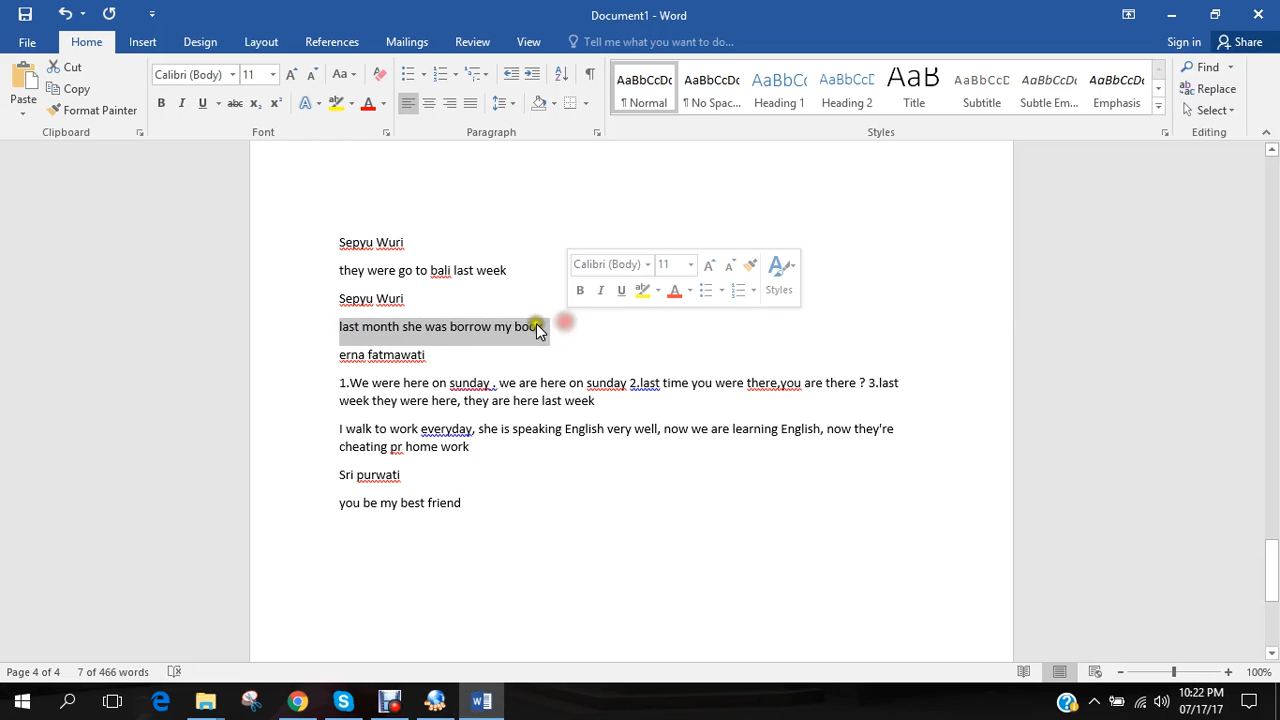 Document1 - Word
File Home Insert Design Layout References Mailings Review View Tell me what you want to do... Sign in Share
Paste Cut Copy Format Painter
Calibri (Body) 11 Aa
B I U abc x₂ x² A A
AaBbCcDc ¶ Normal
AaBbCcDc ¶ No Spac...
AaBbCc Heading
AaBbCcC Heading 2
AaB Title
AaBbCcD Subtitle
AaBbCcDc Subtle Em...
AaBbCcDc Emphasis
Find
Replace
Select
Clipboard Font Paragraph Styles Editing
Sepyu Wuri
they were go to bali last week
Sepyu Wuri
last month she was borrow my
erna fatmawati
1.We were here on sunday . we are here on sunday 2.last time you were there,you are there ? 3.last
week they were here, they are here last week
I walk to work everyday, she is speaking English very well, now we are learning English, now they're
cheating pr home work
Sri purwati
you be my best friend
Calibri (Body) 11 A A
B I U A Styles
Page 4 of 4 7 of 466 words 100%
10:22 PM
07/17/17